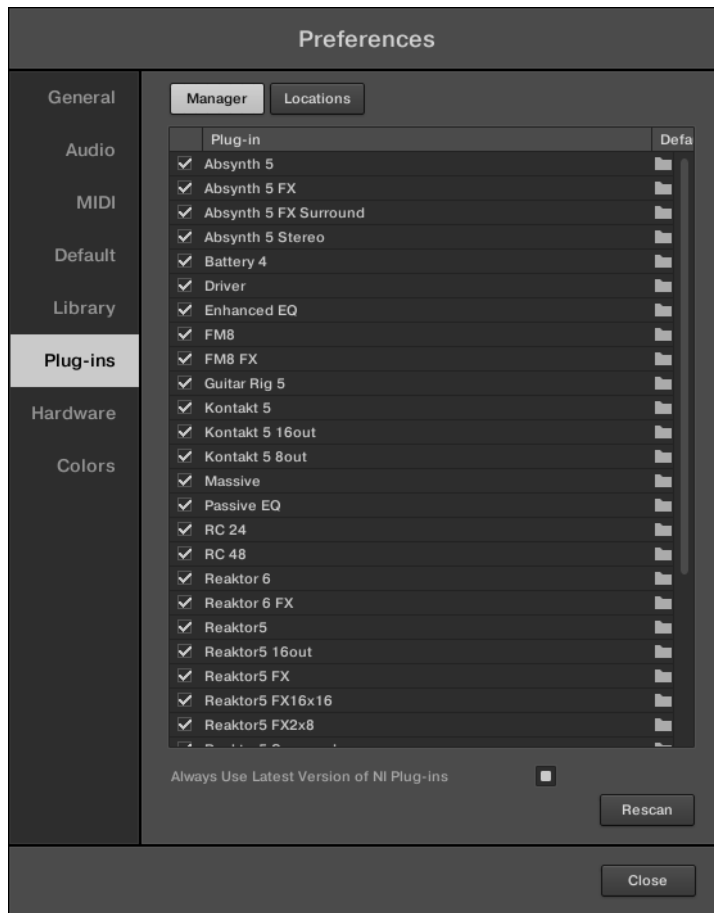 Preferences
General
Audio
MIDI
Default
Library
Plug-ins
Hardware
Colors
Manager Locations
Plug-in Defa
Absynth 5
Absynth 5 FX
Absynth 5 FX Surround
Absynth 5 Stereo
Battery 4
Driver
Enhanced EQ
FM8
FM8 FX
Guitar Rig 5
Kontakt 5
Kontakt 5 16out
Kontakt 5 8out
Massive
Passive EQ
RC 24
RC 48
Reaktor 6
Reaktor 6 FX
Reaktor5
Reaktor5 16out
Reaktor5 FX
Reaktor5 FX16x16
Reaktor5 FX2x8
Always Use Latest Version of NI Plug-ins
Rescan
Close